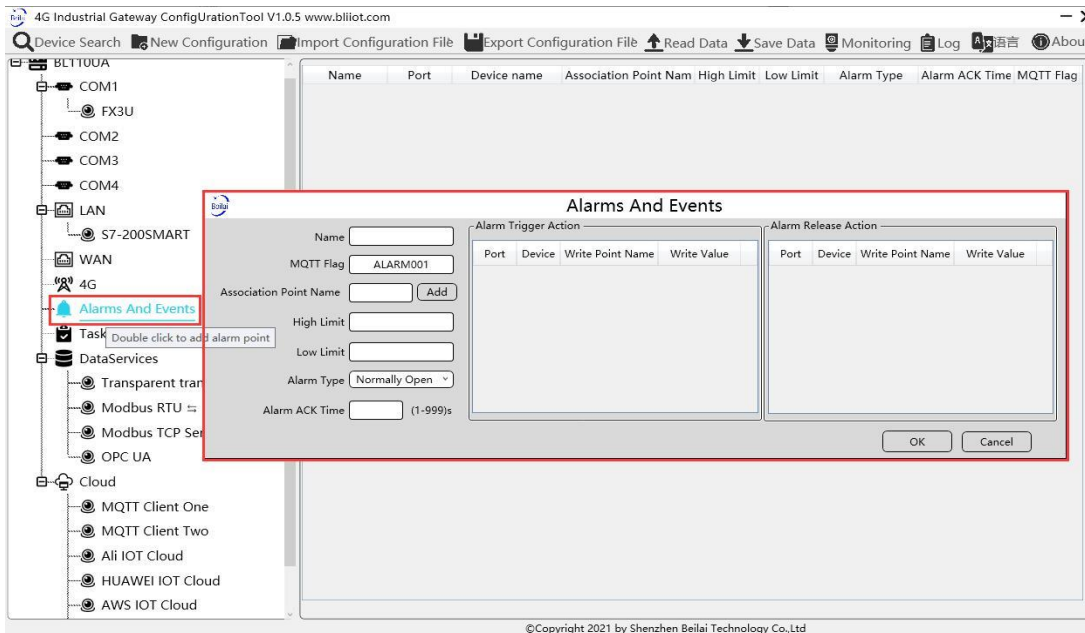 Beilai 4G Industrial Gateway ConfigUrationTool V1.0.5 www.bliiot.com
Device Search New Configuration Import Configuration File Export Configuration File Read Data Save Data Monitoring Log 语言 Abou
BLT10UA
COM1
FX3U
COM2
COM3
COM4
LAN
S7-200SMART
WAN
4G
Alarms And Events
Task
Double click to add alarm point
DataServices
Transparent tran
Modbus RTU ⇆
Modbus TCP Ser
OPC UA
Cloud
MQTT Client One
MQTT Client Two
Ali IOT Cloud
HUAWEI IOT Cloud
AWS IOT Cloud
Name Port Device name Association Point Nam High Limit Low Limit Alarm Type Alarm ACK Time MQTT Flag
Beilai Alarms And Events
Name
MQTT Flag ALARM001
Association Point Name Add
High Limit
Low Limit
Alarm Type Normally Open
Alarm ACK Time (1-999)s
Alarm Trigger Action
Port Device Write Point Name Write Value
Alarm Release Action
Port Device Write Point Name Write Value
OK Cancel
©Copyright 2021 by Shenzhen Beilai Technology Co.,Ltd